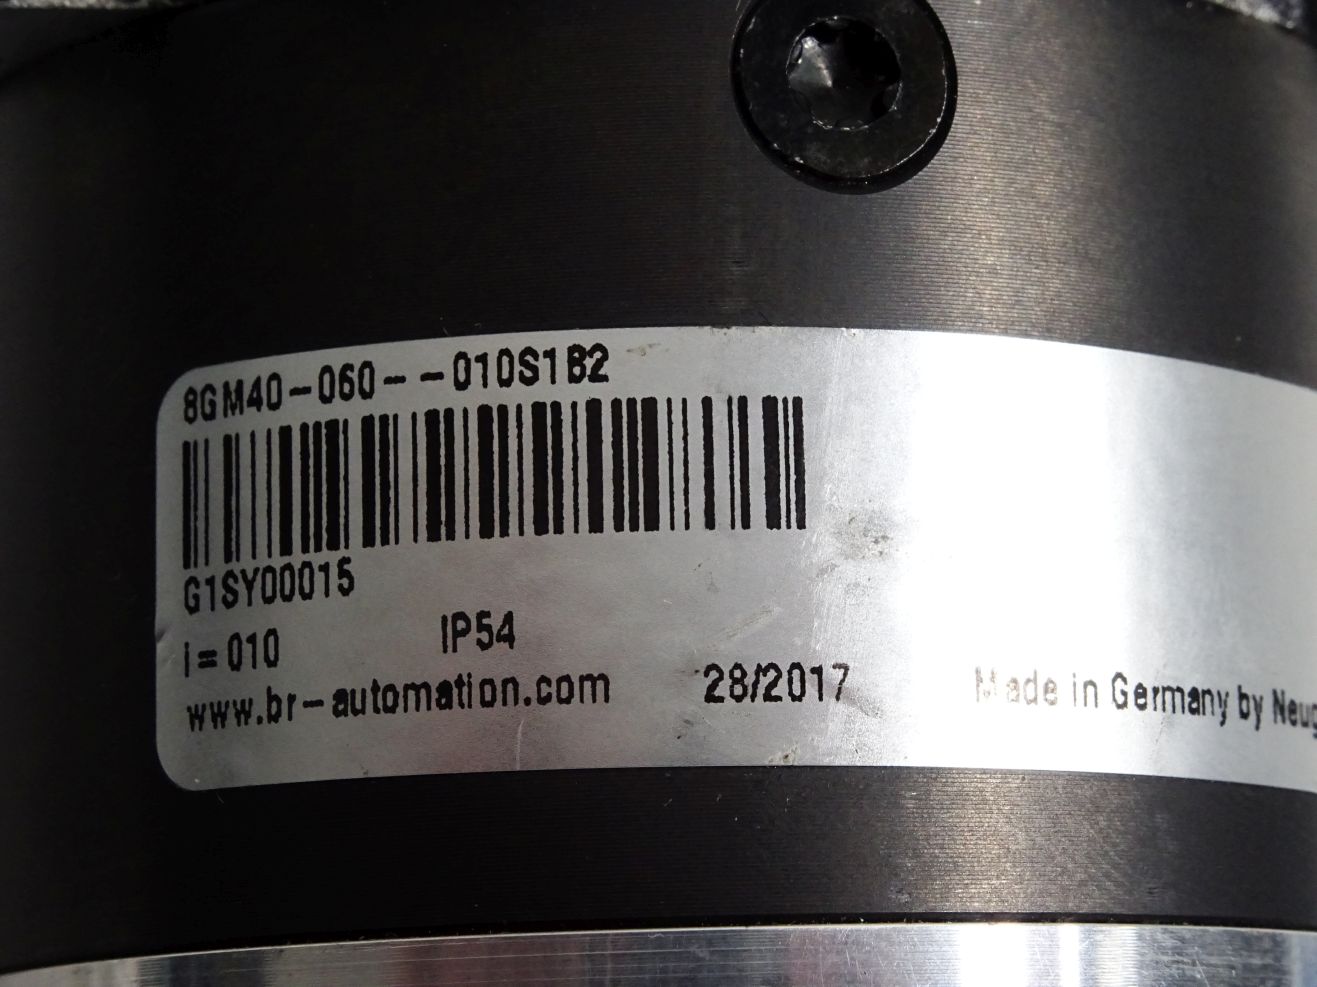 8GM40-060--010S1B2
G1SY00015
i=010 IP54
www.br-automation.com 28/2017 Made in Germany by